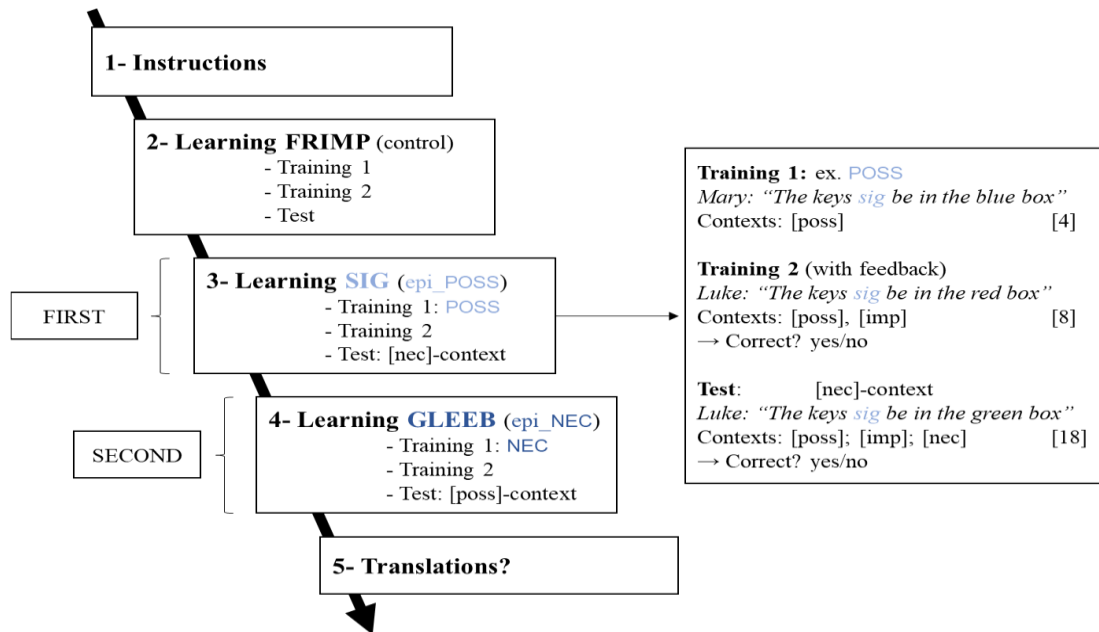 1- Instructions
2- Learning FRIMP (control)
- Training 1
- Training 2
- Test
FIRST
3- Learning SIG (epi_POSS)
- Training 1: POSS
- Training 2
- Test: [nec]-context
SECOND
4- Learning GLEEB (epi_NEC)
- Training 1: NEC
- Training 2
- Test: [poss]-context
5- Translations?
Training 1: ex. POSS
Mary: “The keys sig be in the blue box”
Contexts: [poss] [4]
Training 2 (with feedback)
Luke: “The keys sig be in the red box”
Contexts: [poss], [imp] [8]
→ Correct? yes/no
Test: [nec]-context
Luke: “The keys sig be in the green box”
Contexts: [poss]; [imp]; [nec] [18]
→ Correct? yes/no